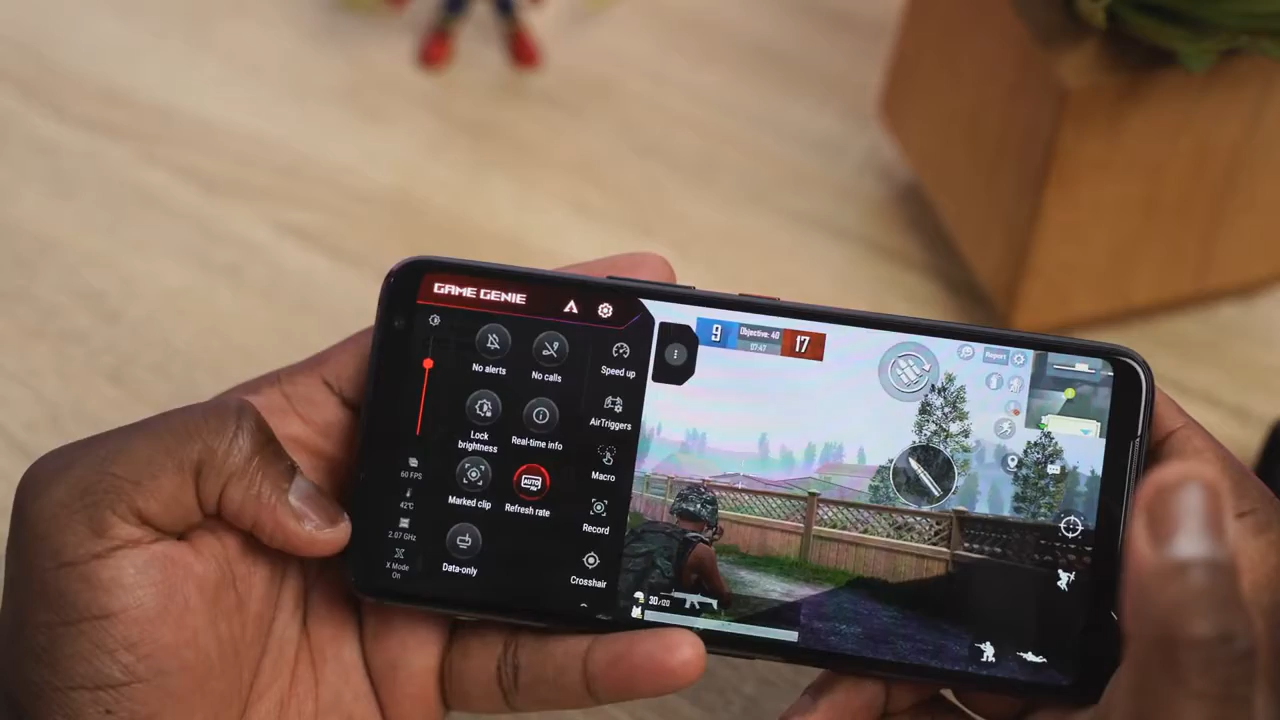 GAME GENIE
No alerts
No calls
Speed up
Lock
brightness
Real-time info
AirTriggers
Marked clip
AUTO
Refresh rate
Macro
Data-only
Record
Crosshair
60 FPS
42°C
2.07 GHz
X Mode
On
9
Objective: 40
07:47
17
Report
30/120